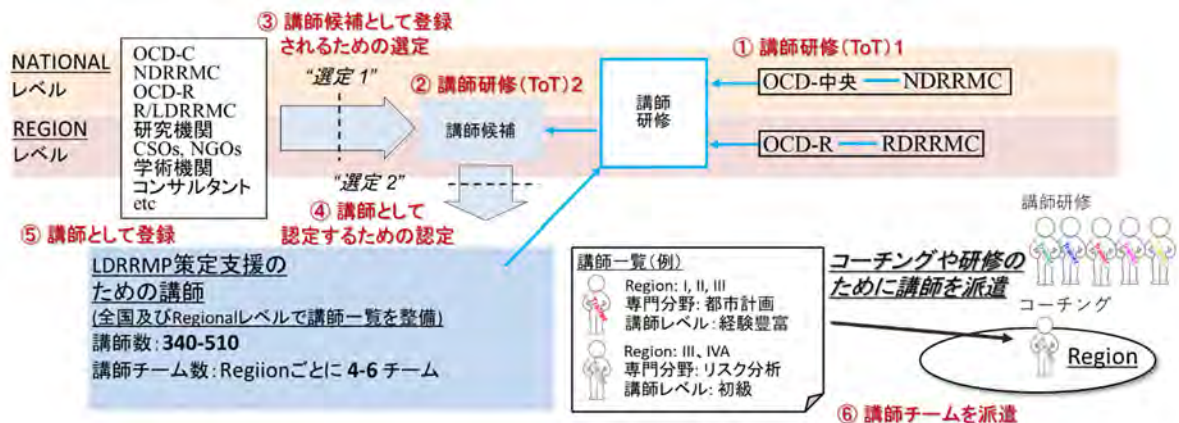 ③ 講師候補として登録
されるための選定
NATIONAL
レベル
REGION
レベル
OCD-C
NDRRMC
OCD-R
R/LDRRMC
研究機関
CSOs, NGOs
学術機関
コンサルタント
etc
“選定 1”
② 講師研修(ToT)2
講師候補
“選定 2”
④ 講師として
認定するための認定
講師
研修
① 講師研修(ToT)1
OCD-中央
NDRRMC
OCD-R
RDRRMC
⑤ 講師として登録
LDRRMP策定支援の
ための講師
(全国及びRegionalレベルで講師一覧を整備)
講師数:340-510
講師チーム数:Regiionごとに 4-6 チーム
講師一覧(例)
Region: I, II, III
専門分野:都市計画
講師レベル:経験豊富
Region: III、IVA
専門分野:リスク分析
講師レベル:初級
コーチングや研修の
ために講師を派遣
講師研修
コーチング
Region
⑥ 講師チームを派遣